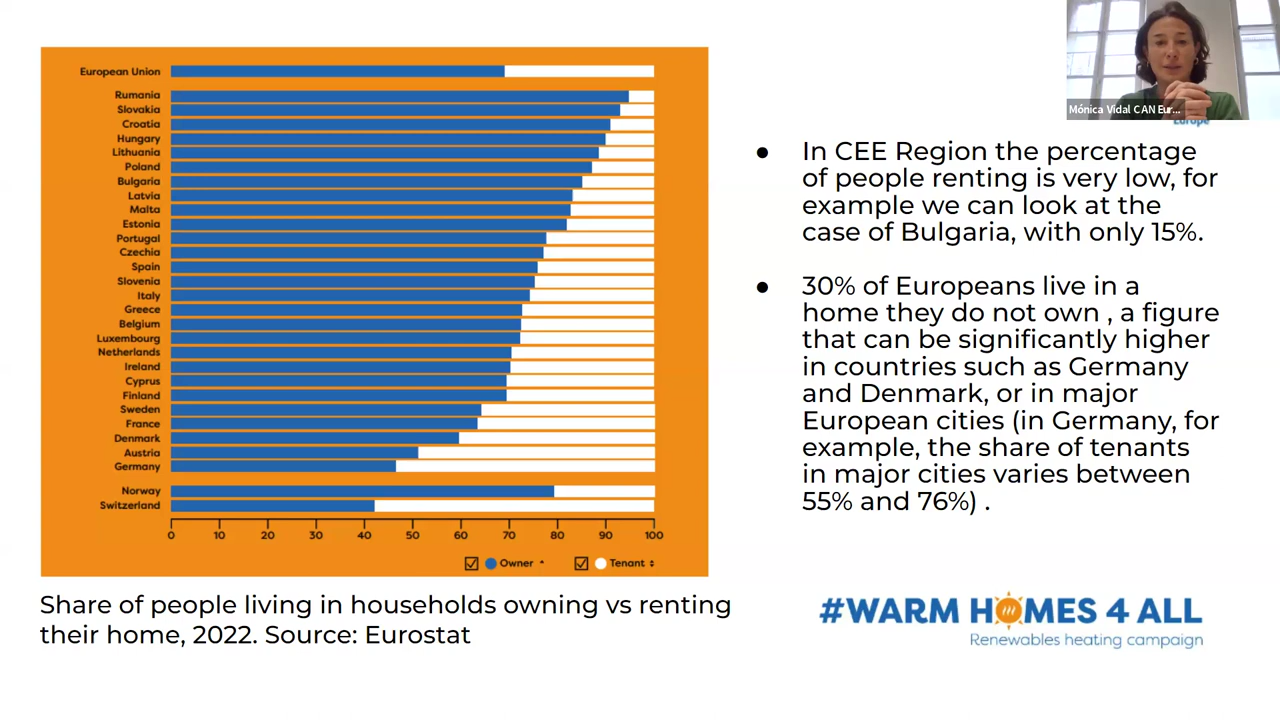 European Union
Rumania
Slovakia
Croatia
Hungary
Lithuania
Poland
Bulgaria
Latvia
Malta
Estonia
Portugal
Czechia
Spain
Slovenia
Italy
Greece
Belgium
Luxembourg
Netherlands
Ireland
Cyprus
Finland
Sweden
France
Denmark
Austria
Germany
Norway
Switzerland
0 10 20 30 40 50 60 70 80 90 100
Owner Tenant
Share of people living in households owning vs renting
their home, 2022. Source: Eurostat
Mónica Vidal CAN Eur...
Europe
● In CEE Region the percentage
of people renting is very low, for
example we can look at the
case of Bulgaria, with only 15%.
● 30% of Europeans live in a
home they do not own , a figure
that can be significantly higher
in countries such as Germany
and Denmark, or in major
European cities (in Germany, for
example, the share of tenants
in major cities varies between
55% and 76%) .
#WARM HOMES 4 ALL
Renewables heating campaign